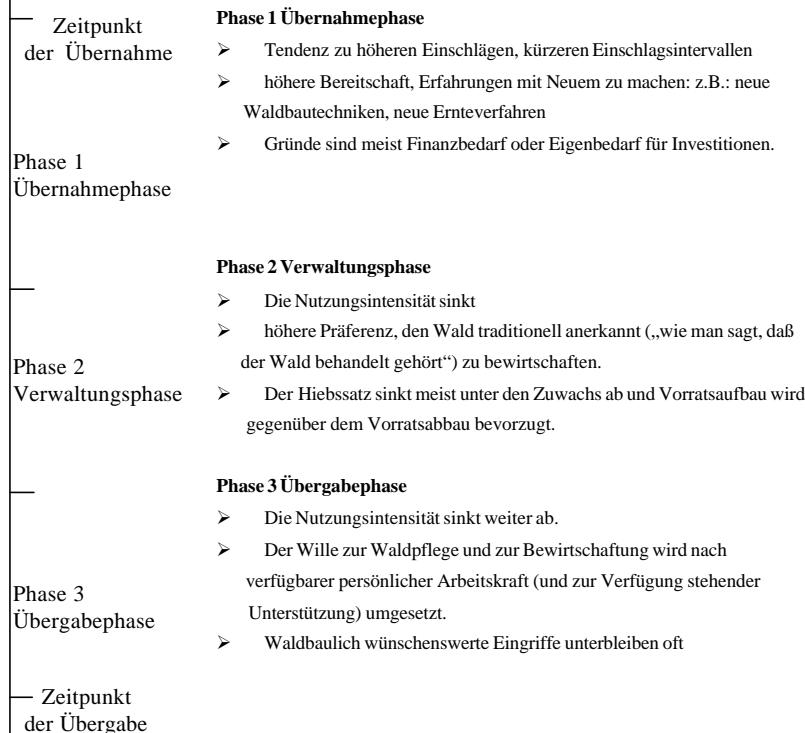 Zeitpunkt
der Übernahme
Phase 1
Übernahmephase
Phase 2
Verwaltungsphase
Phase 3
Übergabephase
Zeitpunkt
der Übergabe
Phase 1 Übernahmephase
➢ Tendenz zu höheren Einschlägen, kürzeren Einschlagsintervallen
➢ höhere Bereitschaft, Erfahrungen mit Neuem zu machen: z.B.: neue
Waldbautechniken, neue Ernteverfahren
➢ Gründe sind meist Finanzbedarf oder Eigenbedarf für Investitionen.
Phase 2 Verwaltungsphase
➢ Die Nutzungsintensität sinkt
➢ höhere Präferenz, den Wald traditionell anerkannt („wie man sagt, daß
der Wald behandelt gehört“) zu bewirtschaften.
➢ Der Hiebssatz sinkt meist unter den Zuwachs ab und Vorratsaufbau wird
gegenüber dem Vorratsabbau bevorzugt.
Phase 3 Übergabephase
➢ Die Nutzungsintensität sinkt weiter ab.
➢ Der Wille zur Waldpflege und zur Bewirtschaftung wird nach
verfügbarer persönlicher Arbeitskraft (und zur Verfügung stehender
Unterstützung) umgesetzt.
➢ Waldbaulich wünschenswerte Eingriffe unterbleiben oft